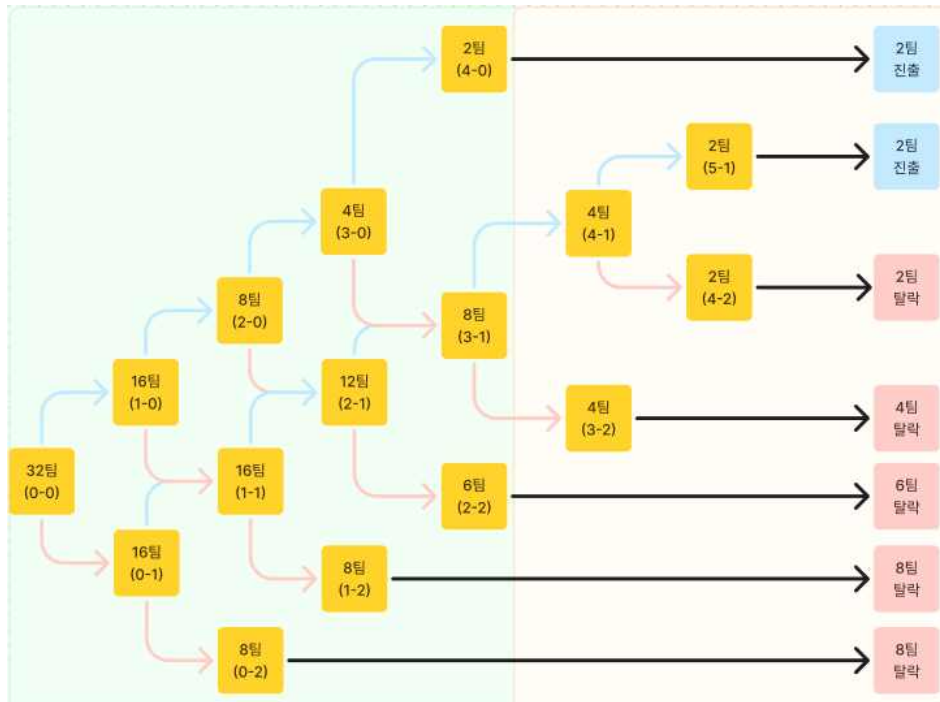 2팀
(4-0)
2팀
진출
2팀
(5-1)
2팀
진출
4팀
(3-0)
4팀
(4-1)
8팀
(2-0)
2팀
(4-2)
2팀
탈락
8팀
(3-1)
16팀
(1-0)
12팀
(2-1)
4팀
(3-2)
4팀
탈락
32팀
(0-0)
16팀
(1-1)
6팀
(2-2)
6팀
탈락
16팀
(0-1)
8팀
(1-2)
8팀
탈락
8팀
(0-2)
8팀
탈락